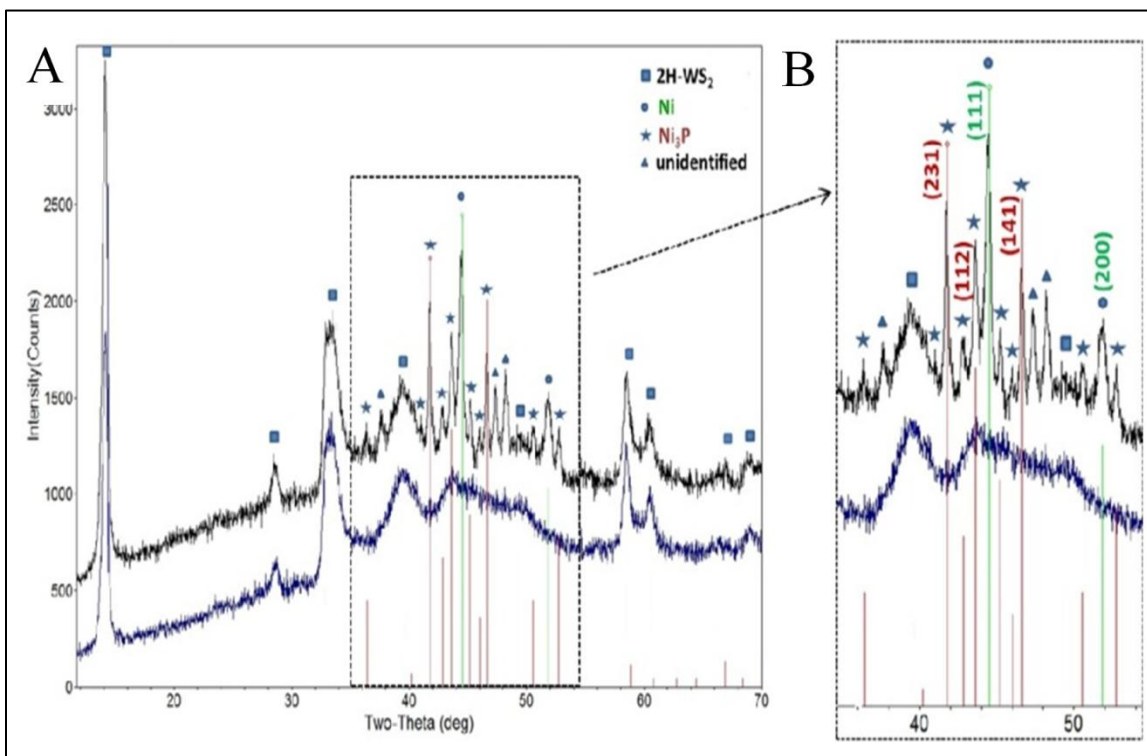 A
3000
2500
2000
1500
1000
500
0
Intensity(Counts)
20
30
40
50
60
70
Two-Theta (deg)
2H-WS₂
Ni
Ni₃P
unidentified
B
(231)
(112)
(111)
(141)
(200)
40
50